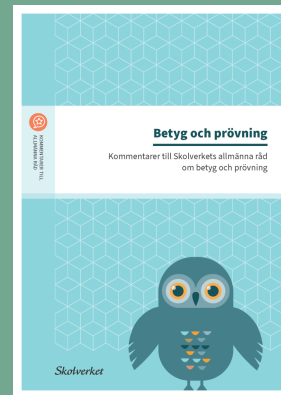 KOMMENTARER TILL
ALLMÄNNA RÅD
Betyg och prövning
Kommentarer till Skolverkets allmänna råd
om betyg och prövning
Skolverket